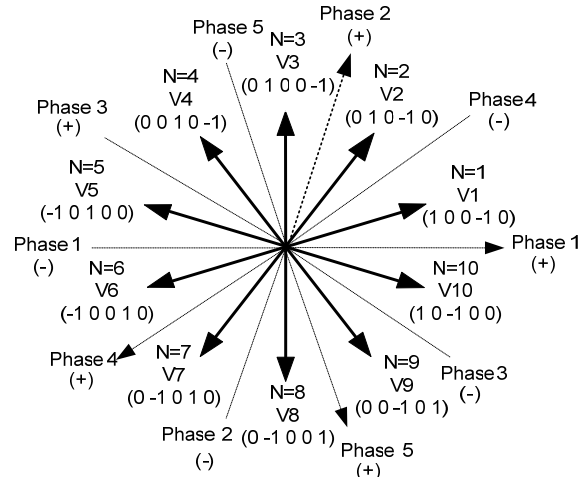 Phase 5
(-)
N=3
V3
(0 1 0 0 -1)
Phase 2
(+)
N=4
V4
(0 0 1 0 -1)
N=2
V2
(0 1 0 -1 0)
Phase 3
(+)
Phase4
(-)
N=5
V5
(-1 0 1 0 0)
N=1
V1
(1 0 0 -1 0)
Phase 1
(-)
Phase 1
(+)
N=6
V6
(-1 0 0 1 0)
N=10
V10
(1 0 -1 0 0)
Phase 4
(+)
N=7
V7
(0 -1 0 1 0)
N=8
V8
(0 -1 0 0 1)
N=9
V9
(0 0 -1 0 1)
Phase3
(-)
Phase 2
(-)
Phase 5
(+)